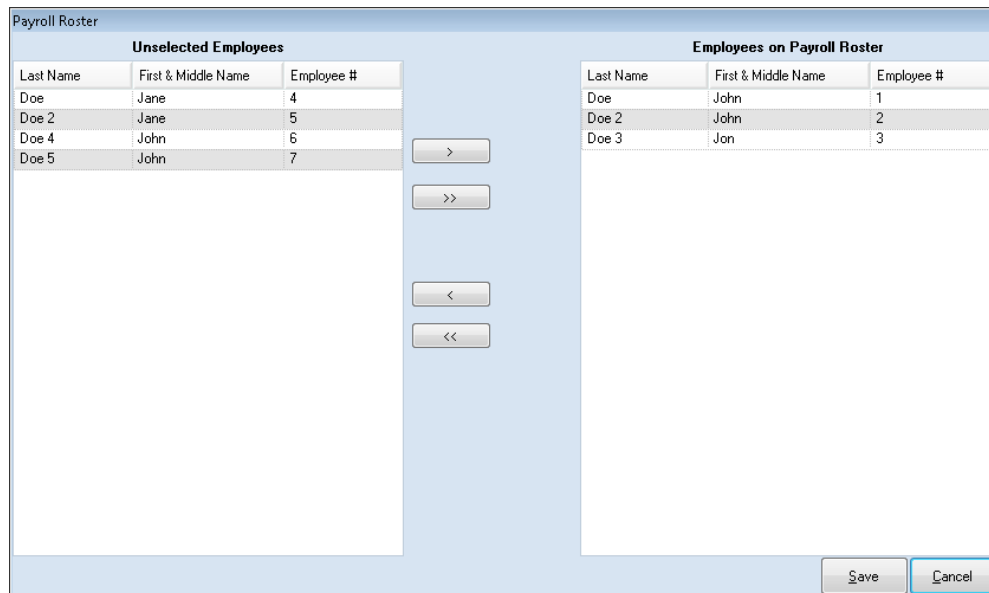 Payroll Roster
Unselected Employees Employees on Payroll Roster
Last Name First & Middle Name Employee # Last Name First & Middle Name Employee #
Doe Jane 4 Doe John 1
Doe 2 Jane 5 Doe 2 John 2
Doe 4 John 6 Doe 3 Jon 3
Doe 5 John 7
>
>>
<
<<
Save Cancel